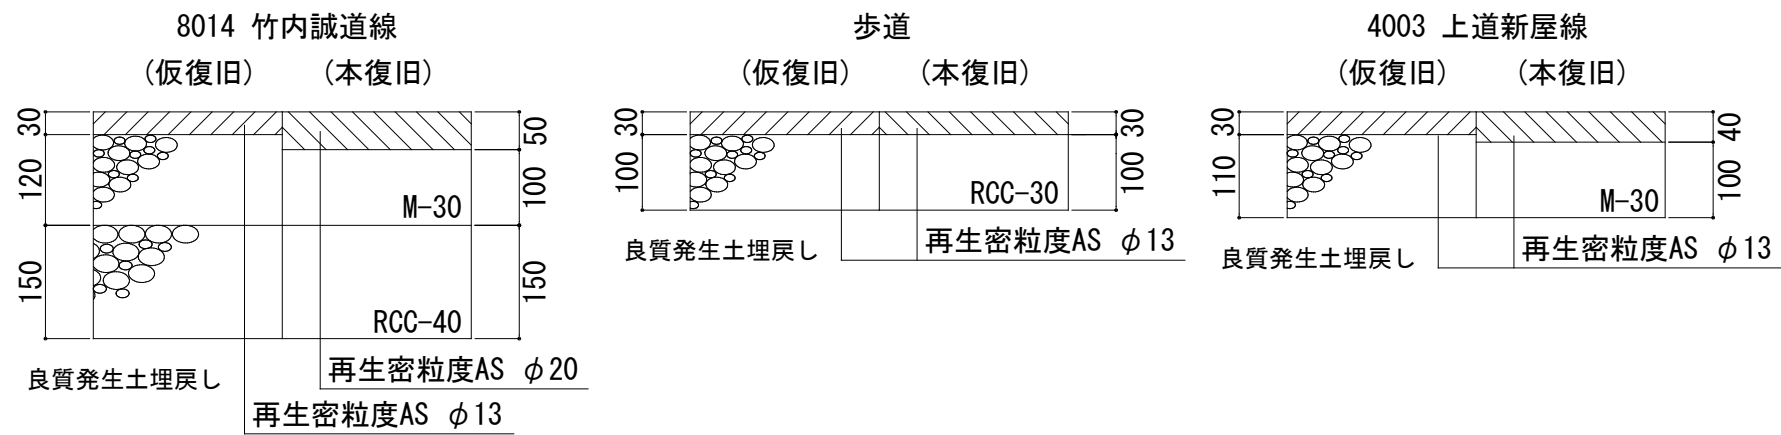 8014 竹内誠道線
(仮復旧) (本復旧)
30
120
150
50
100
150
M-30
RCC-40
良質発生土埋戻し
再生密粒度AS φ20
再生密粒度AS φ13
歩道
(仮復旧) (本復旧)
30
100
30
100
RCC-30
良質発生土埋戻し
再生密粒度AS φ13
4003 上道新屋線
(仮復旧) (本復旧)
30
110
40
100
M-30
良質発生土埋戻し
再生密粒度AS φ13